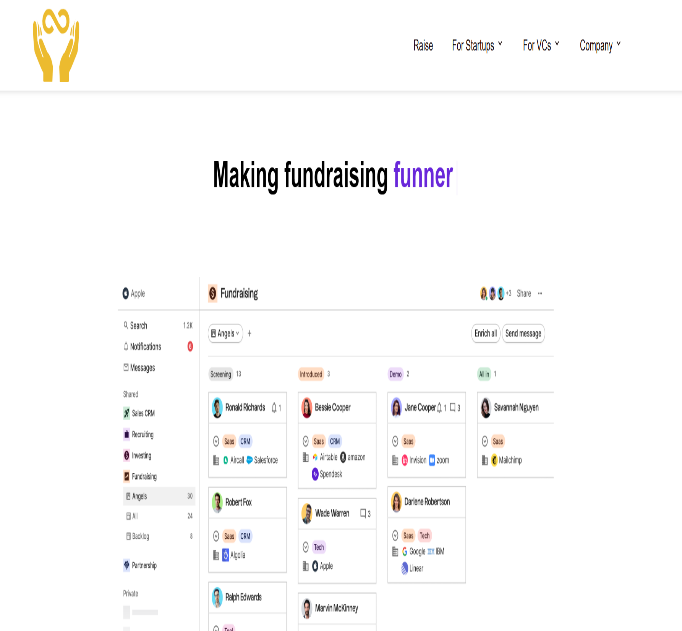 Raise For Startups For VCs Company
Making fundraising funner
Apple
Fundraising
+3 Share
Search 1.2K
Notifications
Messages
Angels +
Enrich all Send message
Shared
Sales CRM
Recruiting
Investing
Fundraising
Angels 30
All 24
Backlog 8
Partnership
Private
Screening 13
Ronald Richards 1
Saas CRM
Aircall Salesforce
Robert Fox
Saas CRM
Algolia
Ralph Edwards
Tech
Introduced 3
Bessie Cooper
Saas CRM
Airtable amazon
Spendesk
Wade Warren 3
Tech
Apple
Marvin McKinney
Demo 2
Jane Cooper 1 3
Saas
Invision zoom
Darlene Robertson
Saas Tech
Google IBM
Linear
All in 1
Savannah Nguyen
Saas
Mailchimp